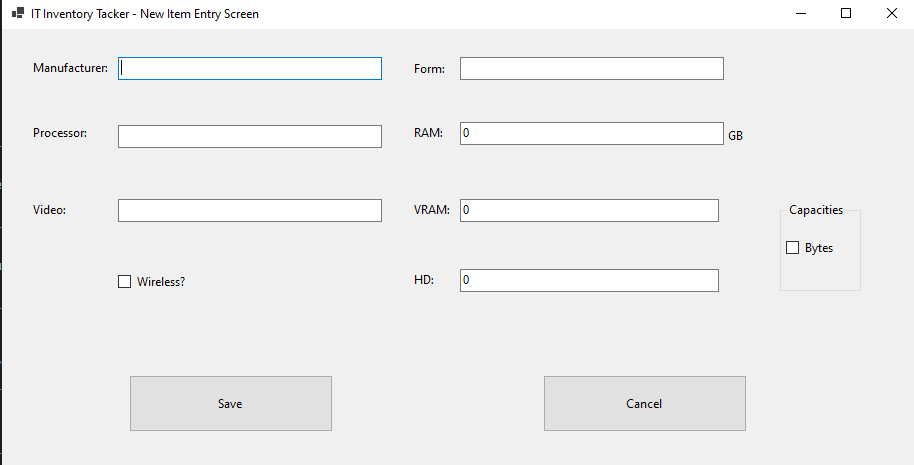 IT Inventory Tacker - New Item Entry Screen
Manufacturer:
Form:
Processor:
RAM: 0 GB
Video:
VRAM: 0
Capacities
Bytes
Wireless?
HD: 0
Save
Cancel